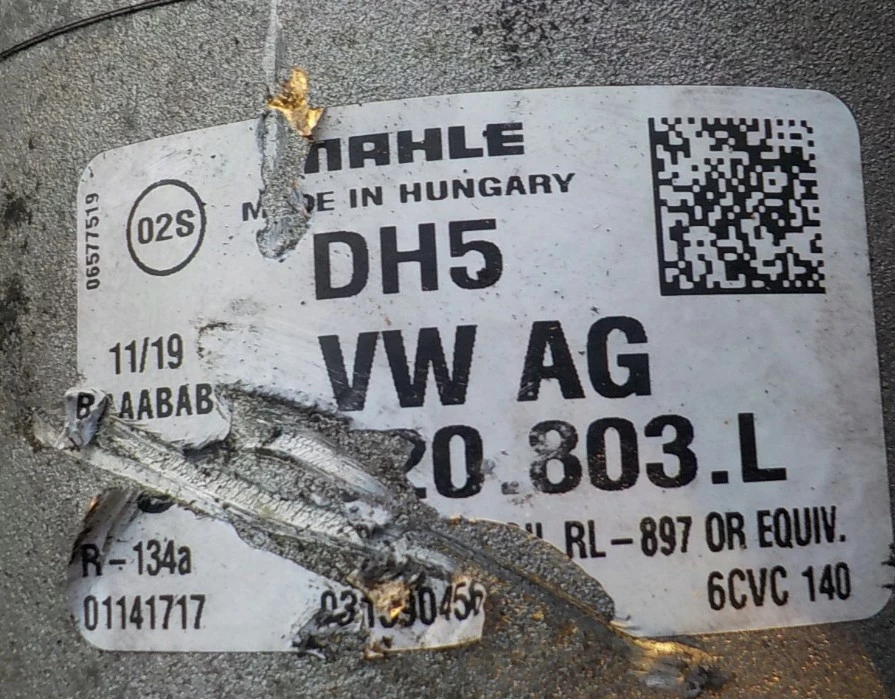 MAHLE
MADE IN HUNGARY
06577519
02S
DH5
11/19
VW AG
20.803.L
RL-897 OR EQUIV.
R-134a
6CVC 140
01141717